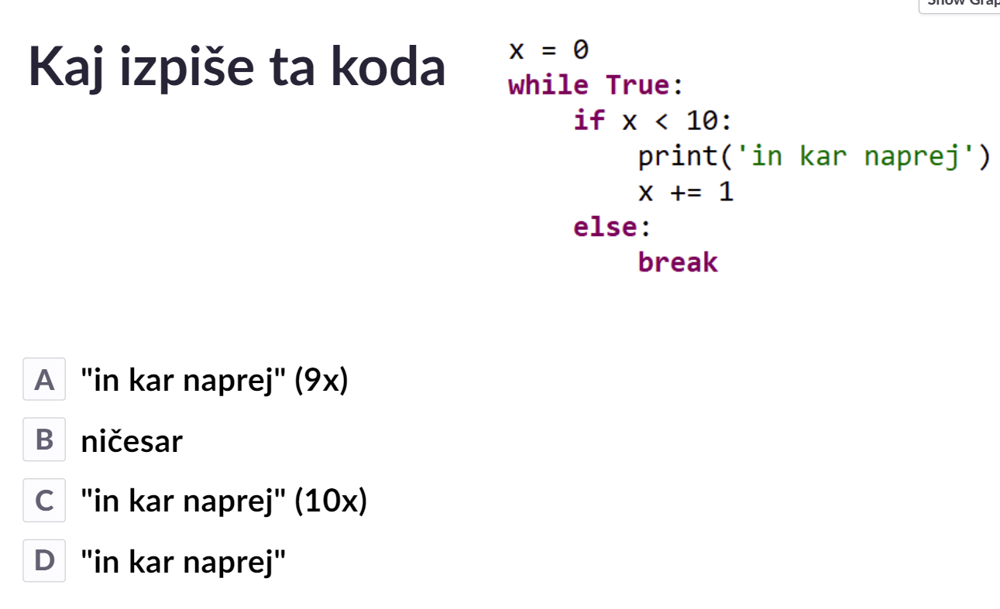 Kaj izpiše ta koda
x = 0
while True:
    if x < 10:
        print('in kar naprej')
        x += 1
    else:
        break
A "in kar naprej" (9x)
B ničesar
C "in kar naprej" (10x)
D "in kar naprej"